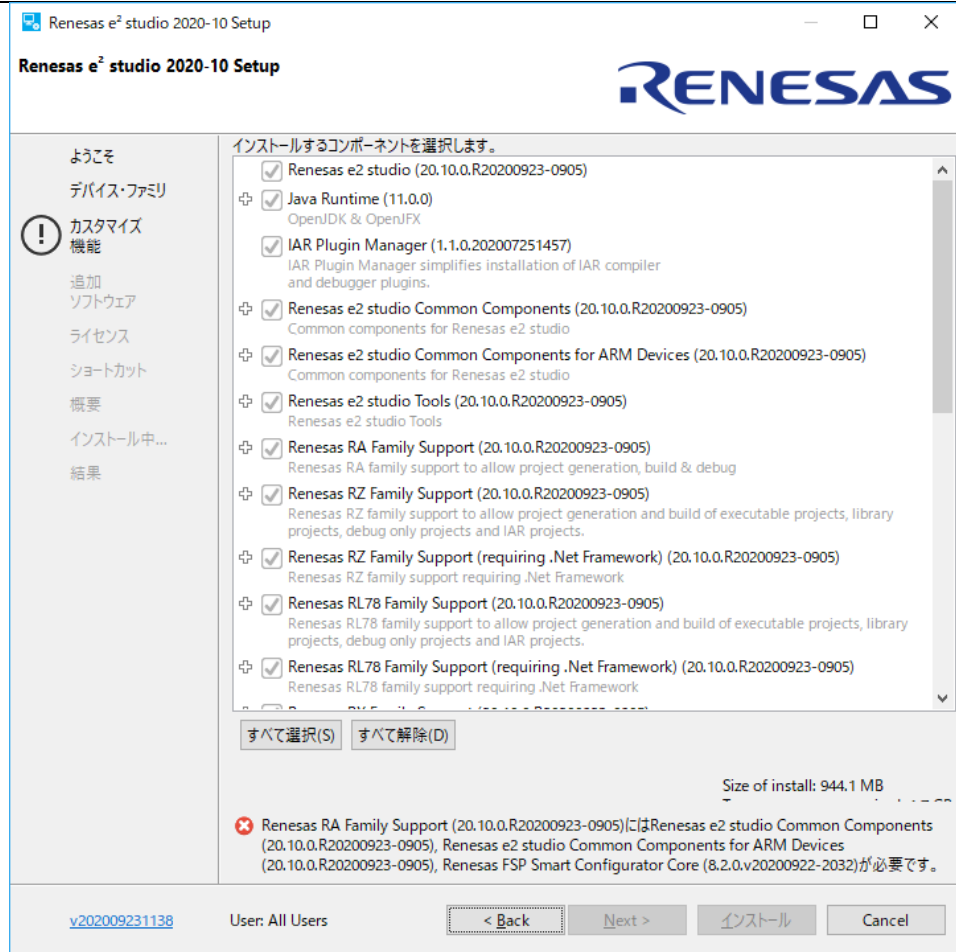 Renesas e² studio 2020-10 Setup
Renesas e² studio 2020-10 Setup
RENESAS
ようこそ
デバイス・ファミリ
カスタマイズ
機能
追加
ソフトウェア
ライセンス
ショートカット
概要
インストール中...
結果
インストールするコンポーネントを選択します。
Renesas e2 studio (20.10.0.R20200923-0905)
Java Runtime (11.0.0)
OpenJDK & OpenJFX
IAR Plugin Manager (1.1.0.202007251457)
IAR Plugin Manager simplifies installation of IAR compiler
and debugger plugins.
Renesas e2 studio Common Components (20.10.0.R20200923-0905)
Common components for Renesas e2 studio
Renesas e2 studio Common Components for ARM Devices (20.10.0.R20200923-0905)
Common components for Renesas e2 studio
Renesas e2 studio Tools (20.10.0.R20200923-0905)
Renesas e2 studio Tools
Renesas RA Family Support (20.10.0.R20200923-0905)
Renesas RA family support to allow project generation, build & debug
Renesas RZ Family Support (20.10.0.R20200923-0905)
Renesas RZ family support to allow project generation and build of executable projects, library
projects, debug only projects and IAR projects.
Renesas RZ Family Support (requiring .Net Framework) (20.10.0.R20200923-0905)
Renesas RZ family support requiring .Net Framework
Renesas RL78 Family Support (20.10.0.R20200923-0905)
Renesas RL78 family support to allow project generation and build of executable projects, library
projects, debug only projects and IAR projects.
Renesas RL78 Family Support (requiring .Net Framework) (20.10.0.R20200923-0905)
Renesas RL78 family support requiring .Net Framework
すべて選択(S) すべて解除(D)
Size of install: 944.1 MB
Renesas RA Family Support (20.10.0.R20200923-0905)にはRenesas e2 studio Common Components
(20.10.0.R20200923-0905), Renesas e2 studio Common Components for ARM Devices
(20.10.0.R20200923-0905), Renesas FSP Smart Configurator Core (8.2.0.v20200922-2032)が必要です。
v202009231138 User: All Users < Back Next > インストール Cancel